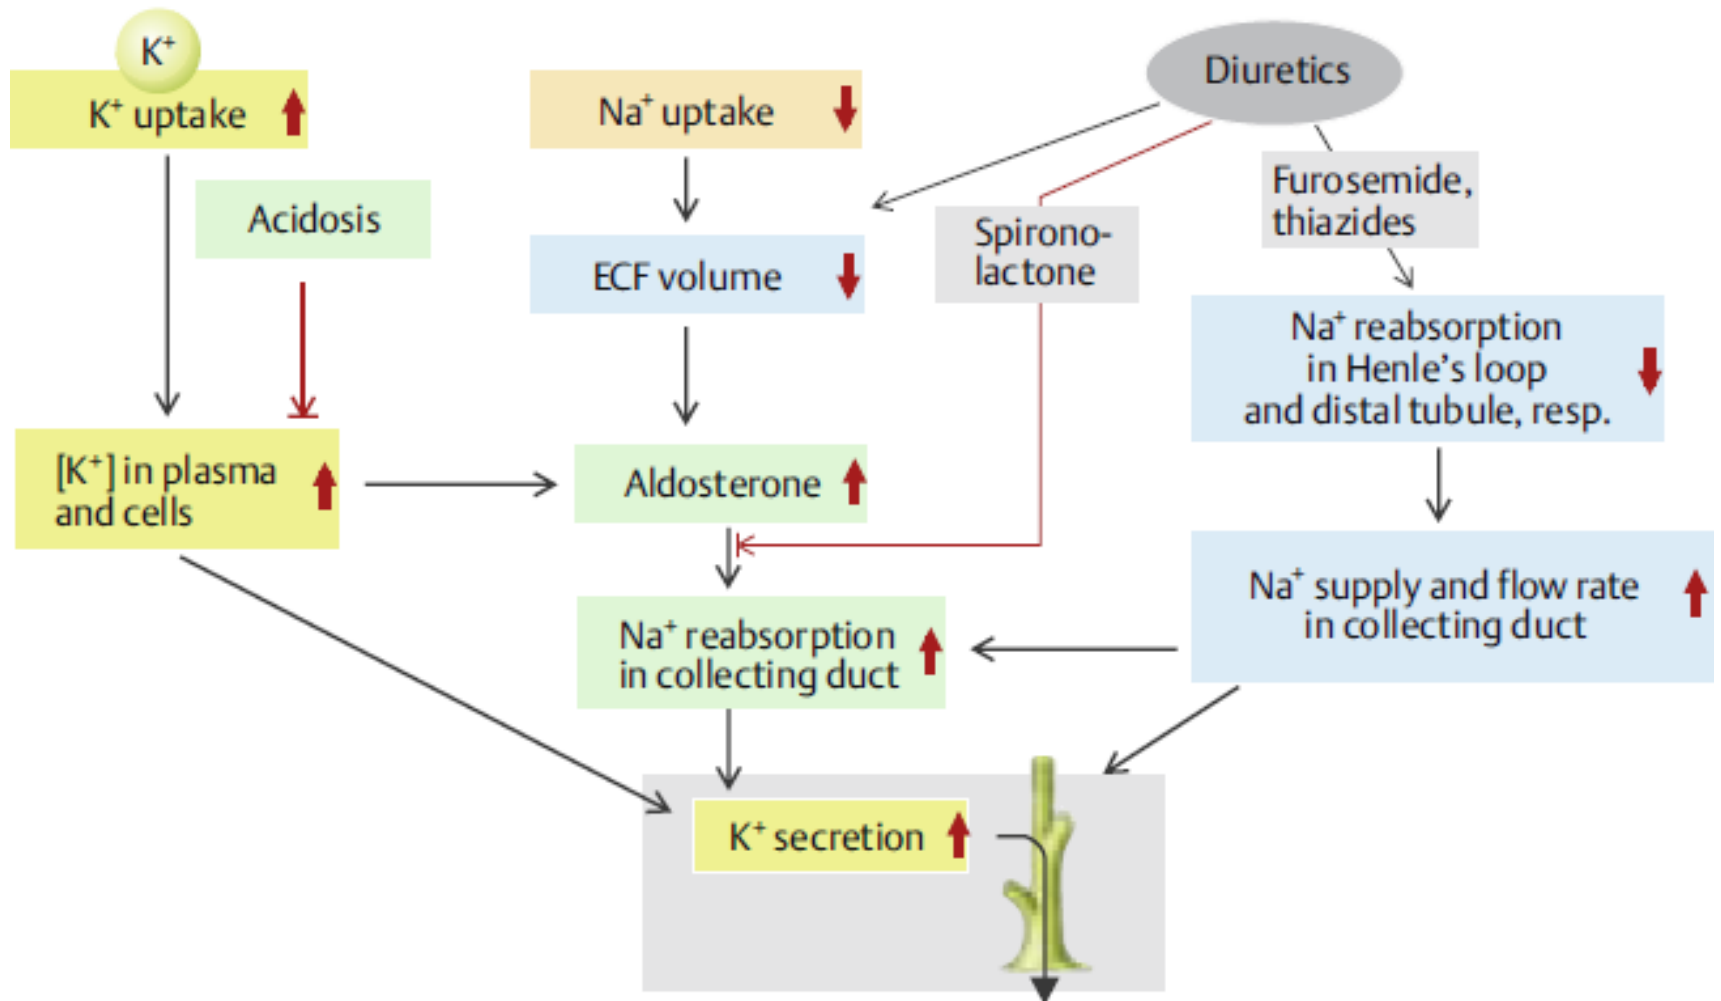 K⁺
K⁺ uptake
Na⁺ uptake
Diuretics
Acidosis
Furosemide,
thiazides
Spirono-
lactone
ECF volume
Na⁺ reabsorption
in Henle's loop
and distal tubule, resp.
[K⁺] in plasma
and cells
Aldosterone
Na⁺ supply and flow rate
in collecting duct
Na⁺ reabsorption
in collecting duct
K⁺ secretion